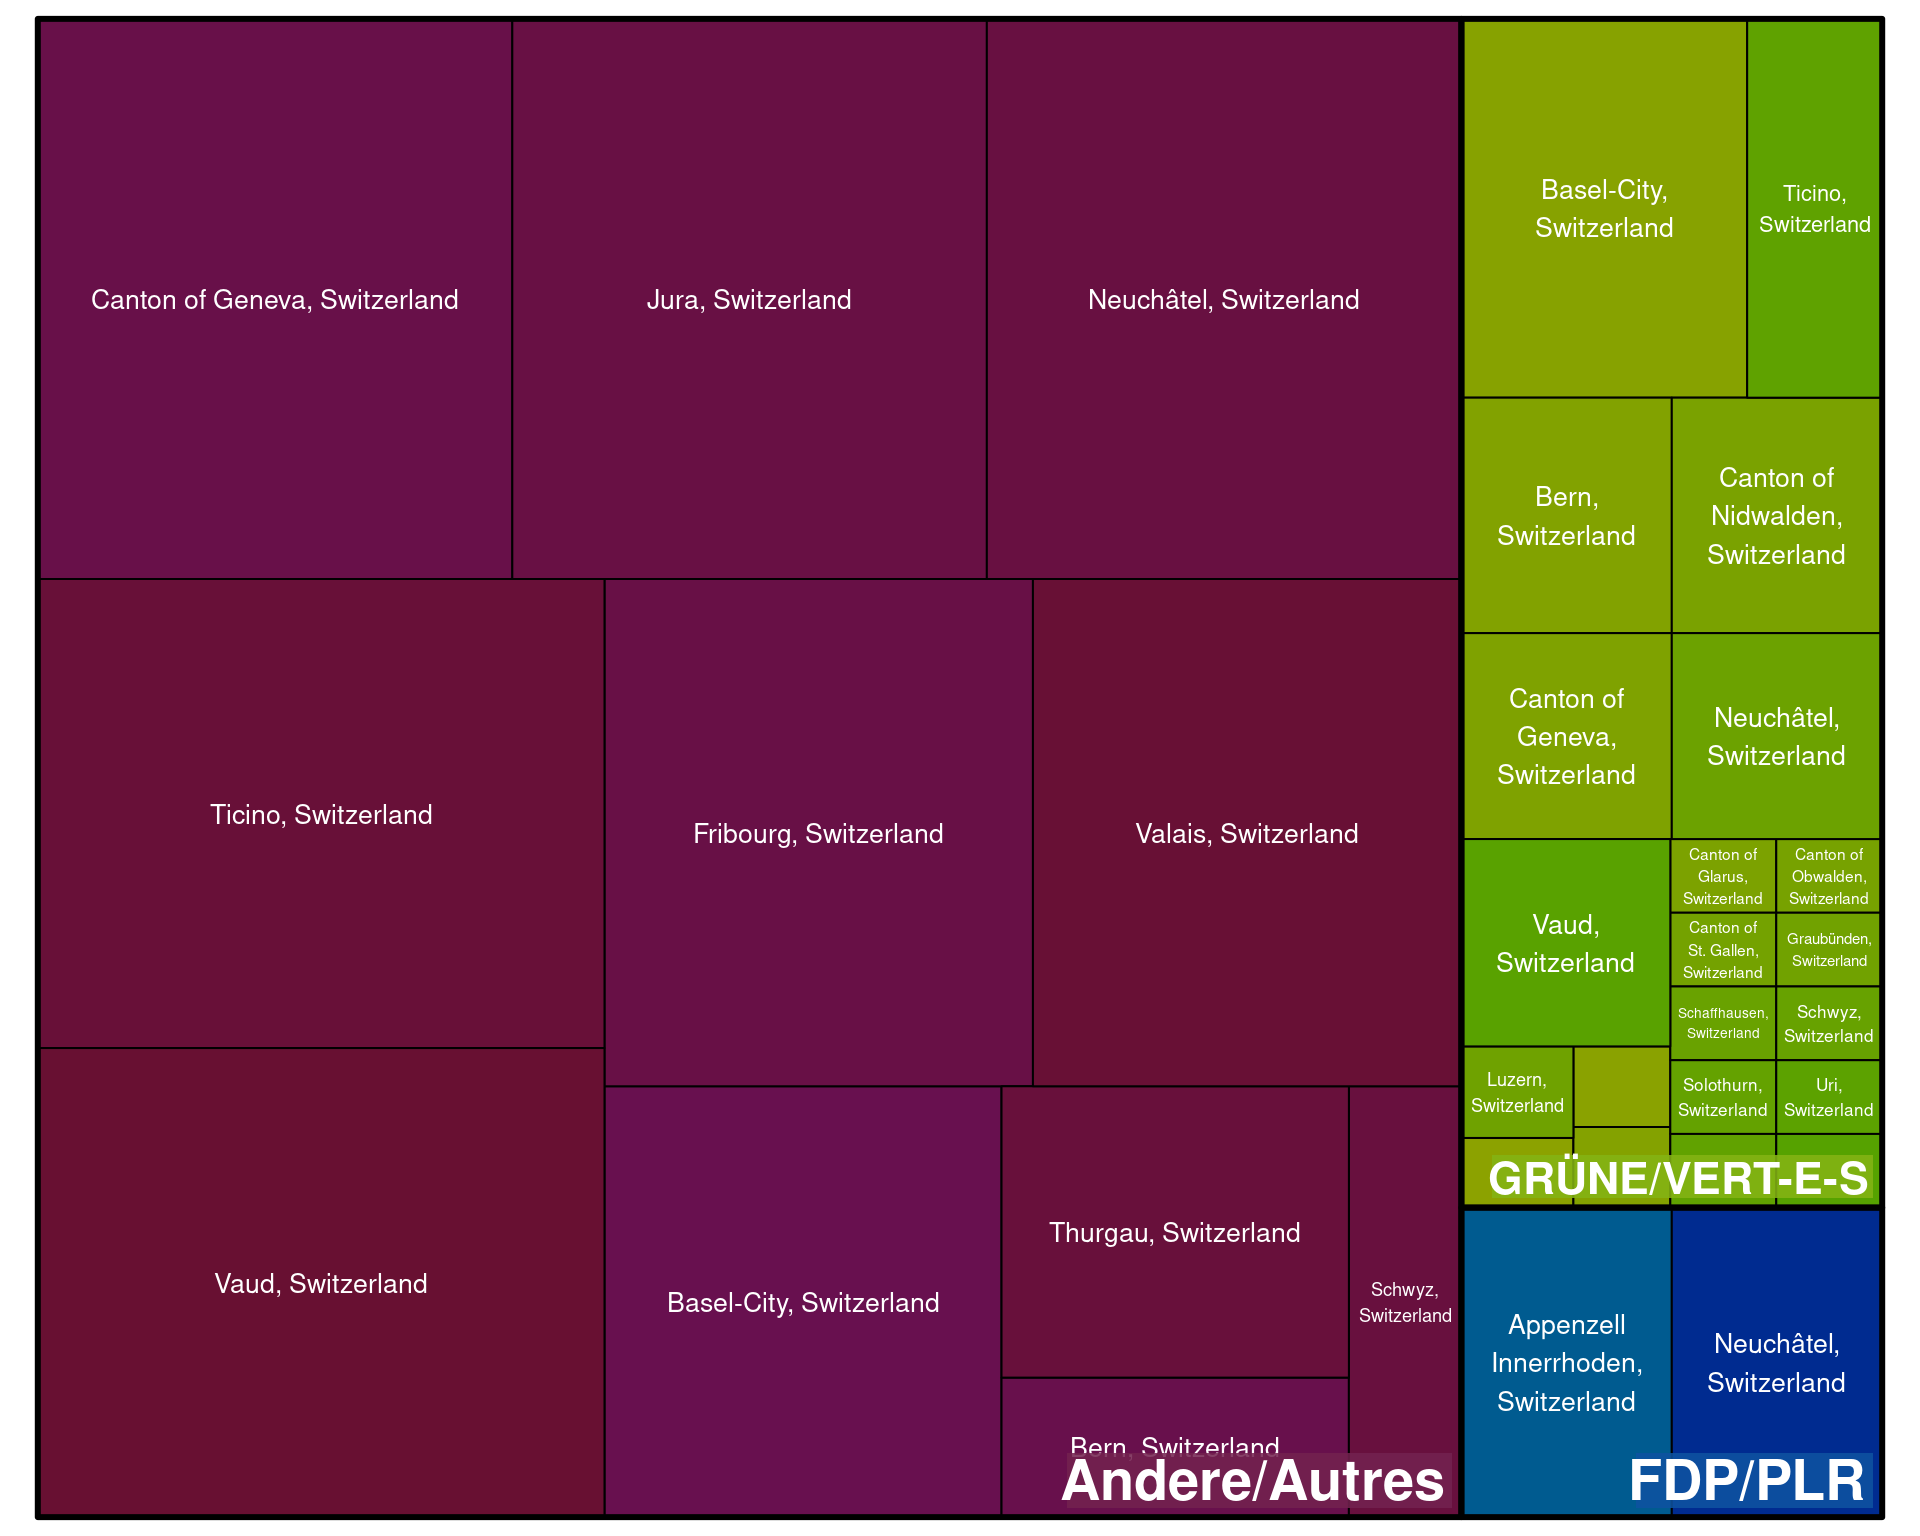 Canton of Geneva, Switzerland
Jura, Switzerland
Neuchâtel, Switzerland
Ticino, Switzerland
Fribourg, Switzerland
Valais, Switzerland
Vaud, Switzerland
Basel-City, Switzerland
Thurgau, Switzerland
Schwyz,
Switzerland
Bern, Switzerland
Andere/Autres
Basel-City,
Switzerland
Ticino,
Switzerland
Bern,
Switzerland
Canton of
Nidwalden,
Switzerland
Canton of
Geneva,
Switzerland
Neuchâtel,
Switzerland
Vaud,
Switzerland
Canton of
Glarus,
Switzerland
Canton of
Obwalden,
Switzerland
Canton of
St. Gallen,
Switzerland
Graubünden,
Switzerland
Schaffhausen,
Switzerland
Schwyz,
Switzerland
Luzern,
Switzerland
Solothurn,
Switzerland
Uri,
Switzerland
GRÜNE/VERT-E-S
Appenzell
Innerrhoden,
Switzerland
Neuchâtel,
Switzerland
FDP/PLR